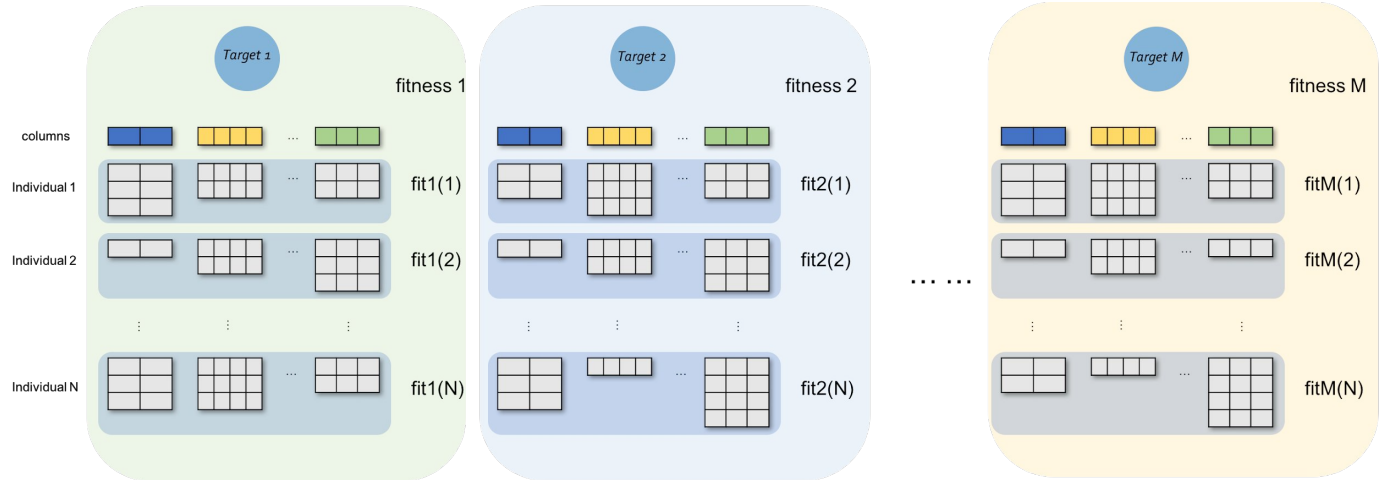 Target 1
Target 2
Target M
fitness 1
fitness 2
fitness M
columns
...
...
...
Individual 1
...
fit1(1)
...
fit2(1)
...
fitM(1)
Individual 2
...
fit1(2)
...
fit2(2)
... ...
...
fitM(2)
⋮ ⋮ ⋮
⋮ ⋮ ⋮
⋮ ⋮ ⋮
Individual N
...
fit1(N)
...
fit2(N)
...
fitM(N)